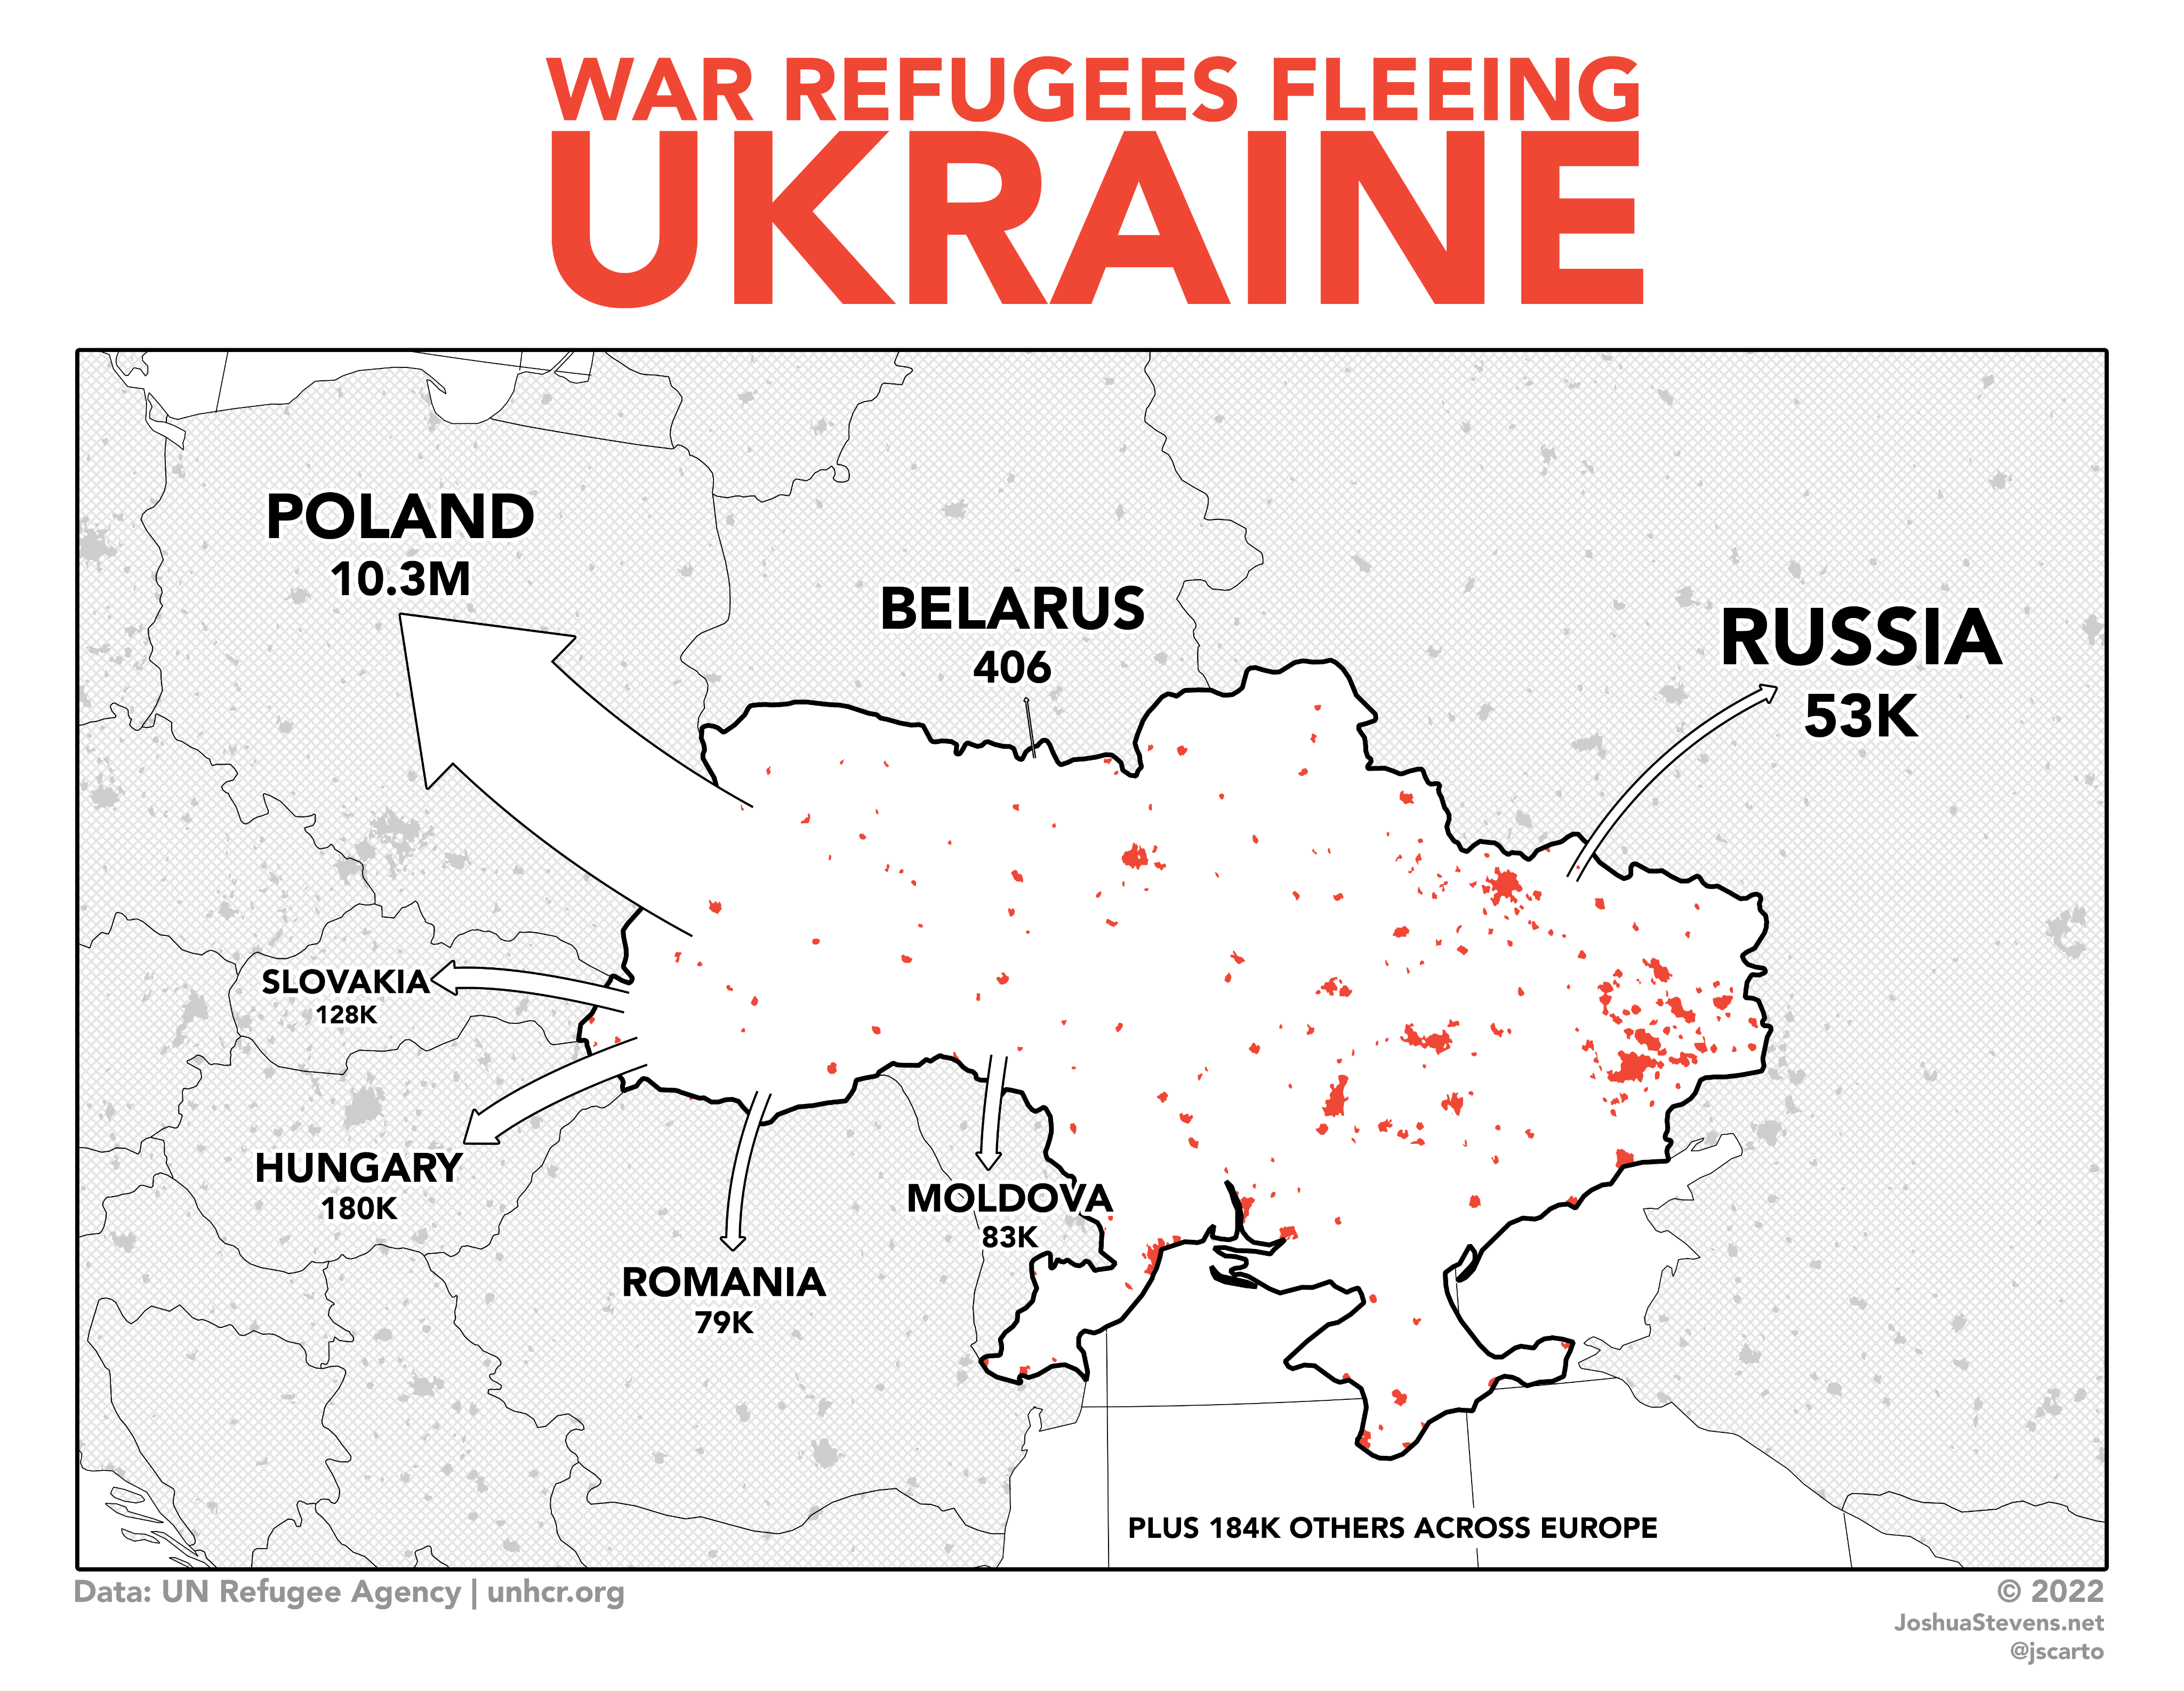 WAR REFUGEES FLEEING
UKRAINE
POLAND
10.3M
BELARUS
406
RUSSIA
53K
SLOVAKIA
128K
HUNGARY
180K
MOLDOVA
83K
ROMANIA
79K
PLUS 184K OTHERS ACROSS EUROPE
Data: UN Refugee Agency | unhcr.org
© 2022
JoshuaStevens.net
@jscarto